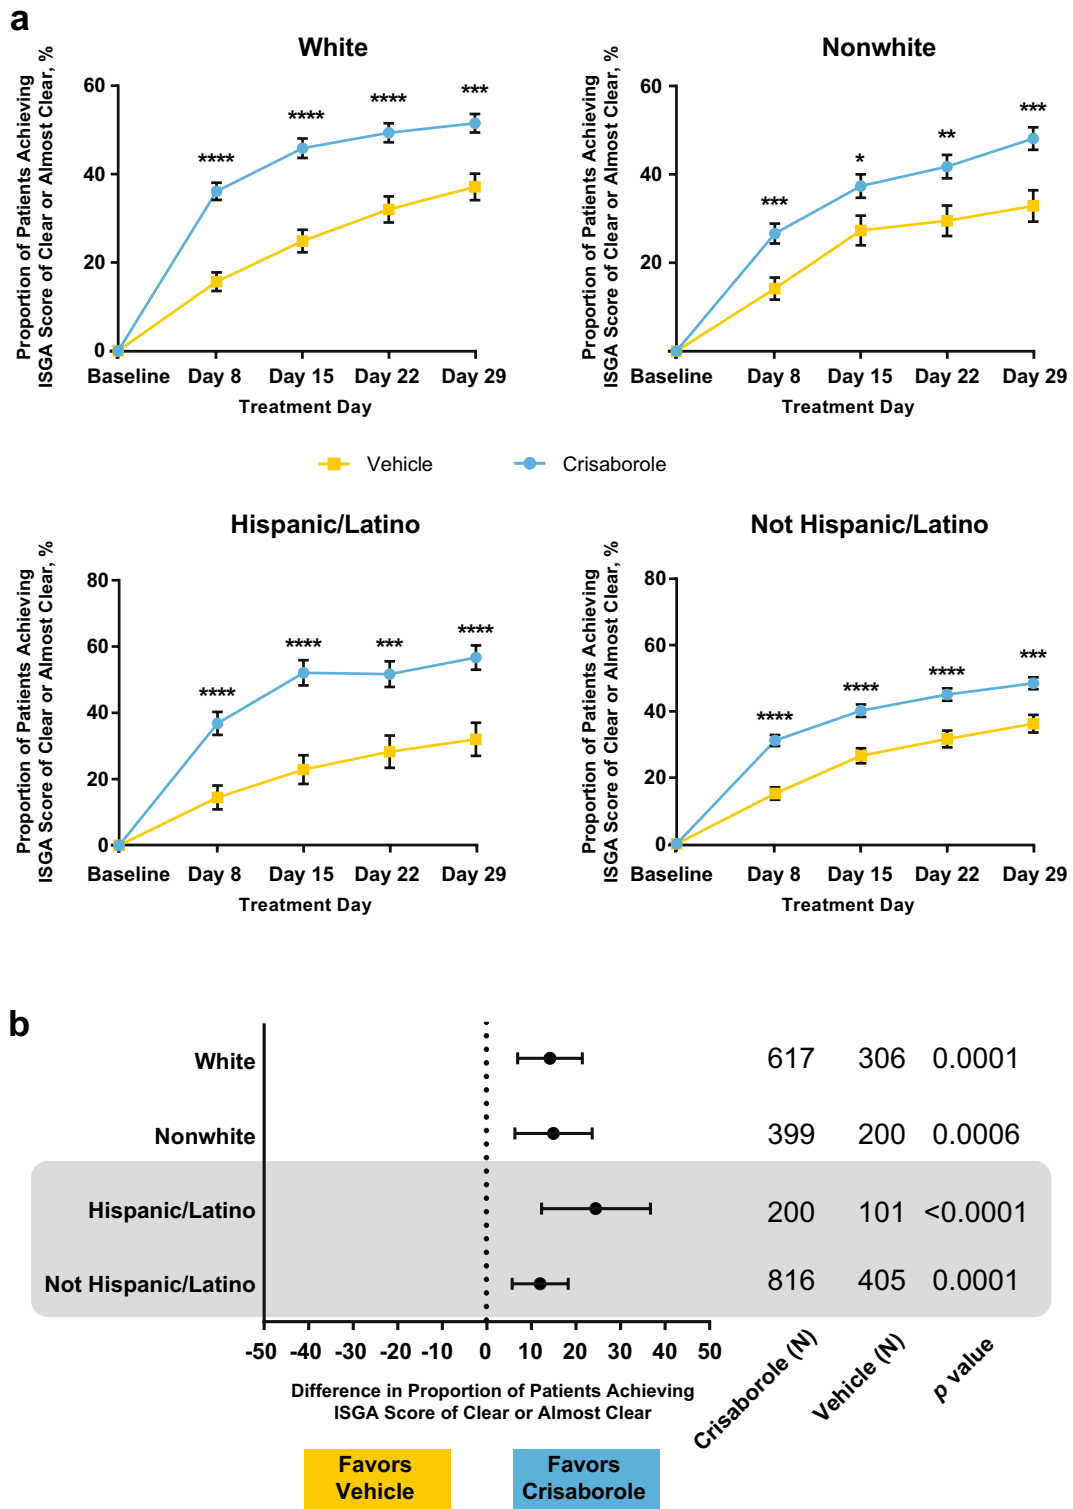 a
White
Proportion of Patients Achieving
ISGA Score of Clear or Almost Clear, %
60
40
20
0
****
****
****
***
Baseline Day 8 Day 15 Day 22 Day 29
Treatment Day
Nonwhite
Proportion of Patients Achieving
ISGA Score of Clear or Almost Clear, %
60
40
20
0
***
*
**
***
Baseline Day 8 Day 15 Day 22 Day 29
Treatment Day
Vehicle Crisaborole
Hispanic/Latino
Proportion of Patients Achieving
ISGA Score of Clear or Almost Clear, %
80
60
40
20
0
****
****
***
****
Baseline Day 8 Day 15 Day 22 Day 29
Treatment Day
Not Hispanic/Latino
Proportion of Patients Achieving
ISGA Score of Clear or Almost Clear, %
80
60
40
20
0
****
****
****
***
Baseline Day 8 Day 15 Day 22 Day 29
Treatment Day
b
White 617 306 0.0001
Nonwhite 399 200 0.0006
Hispanic/Latino 200 101 <0.0001
Not Hispanic/Latino 816 405 0.0001
-50 -40 -30 -20 -10 0 10 20 30 40 50
Crisaborole (N) Vehicle (N) p value
Difference in Proportion of Patients Achieving
ISGA Score of Clear or Almost Clear
Favors
Vehicle
Favors
Crisaborole